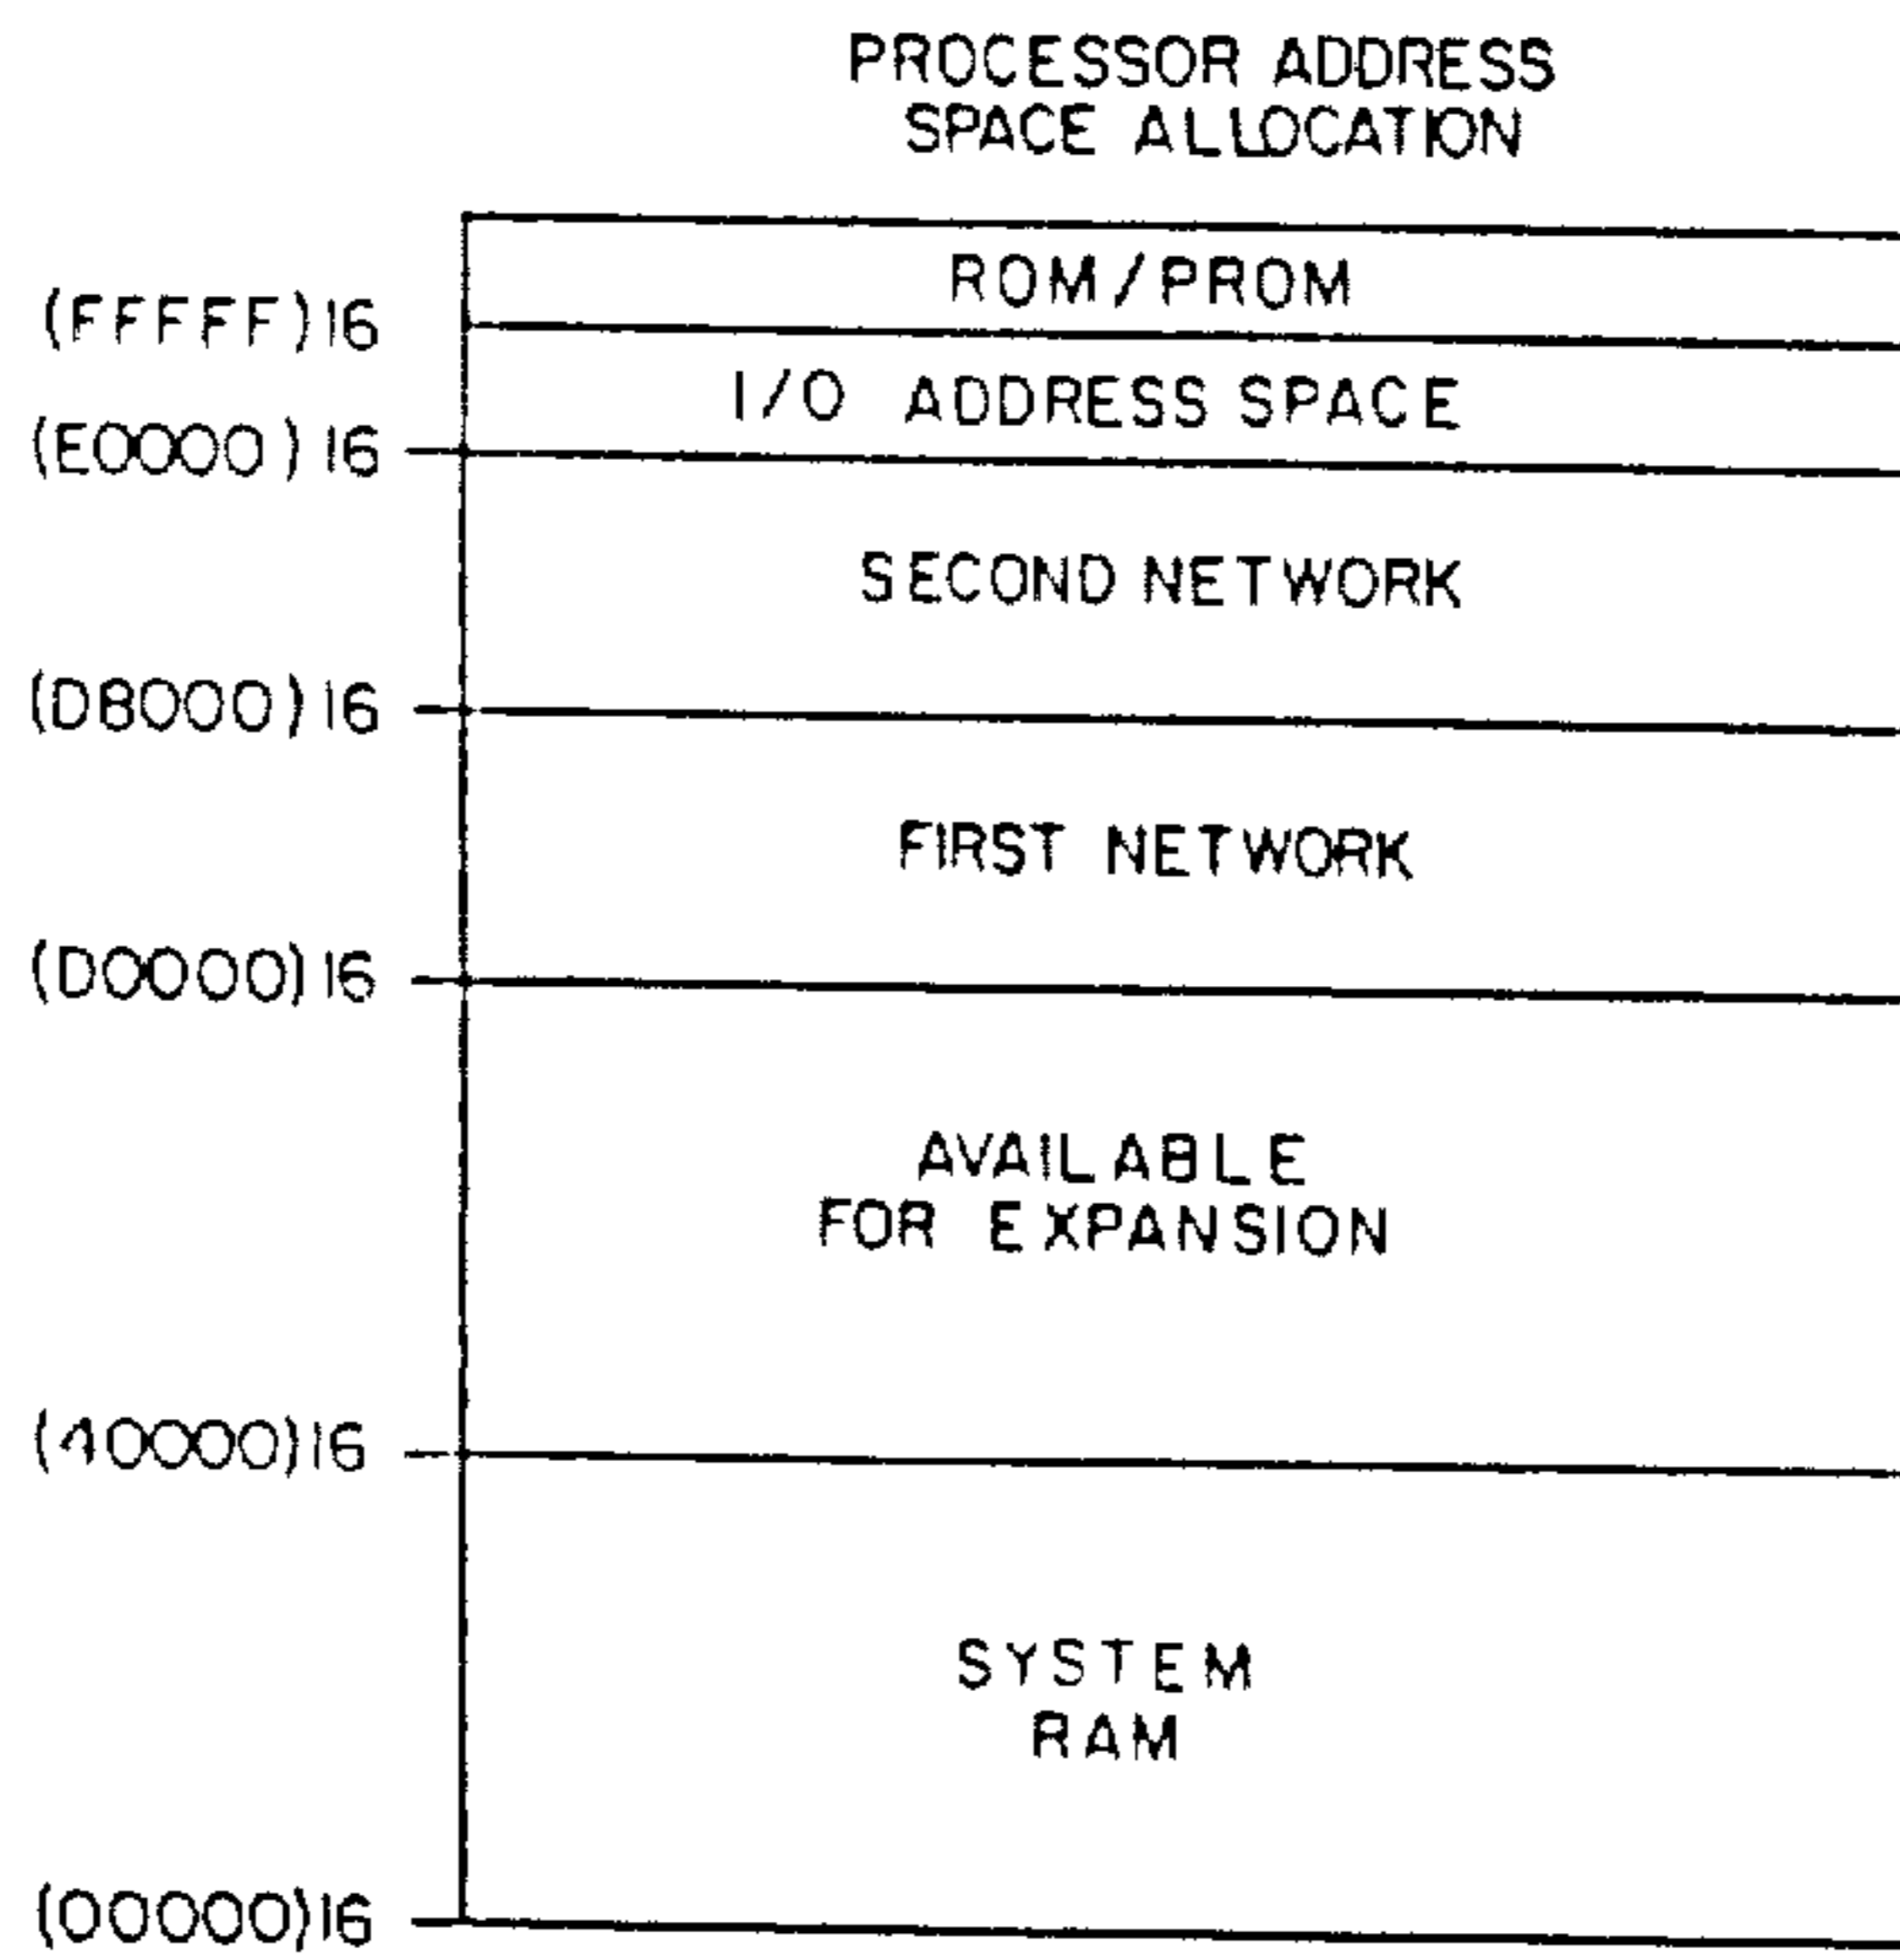 PROCESSOR ADDRESS
SPACE ALLOCATION
ROM/PROM
(FFFFF)16
I/O ADDRESS SPACE
(E0000)16
SECOND NETWORK
(D8000)16
FIRST NETWORK
(D0000)16
AVAILABLE
FOR EXPANSION
(40000)16
SYSTEM
RAM
(00000)16